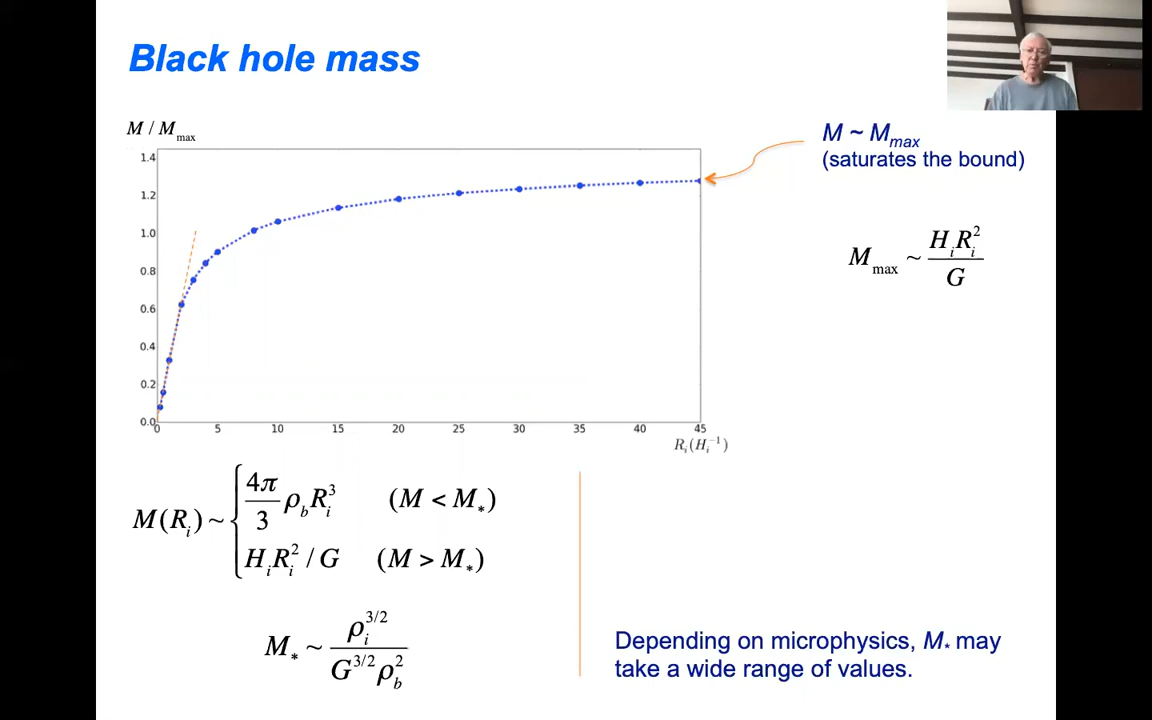 Black hole mass
M / M_max
M ~ M_max
(saturates the bound)
M_max ~ H_i R_i^2 / G
1.4
1.2
1.0
0.8
0.6
0.4
0.2
0.0
0 5 10 15 20 25 30 35 40 45
R_i(H_i^{-1})
M(R_i) ~ { 4π/3 ρ_b R_i^3 (M < M_*)
H_i R_i^2 / G (M > M_*)
M_* ~ ρ_i^{3/2} / G^{3/2} ρ_b^2
Depending on microphysics, M_* may
take a wide range of values.